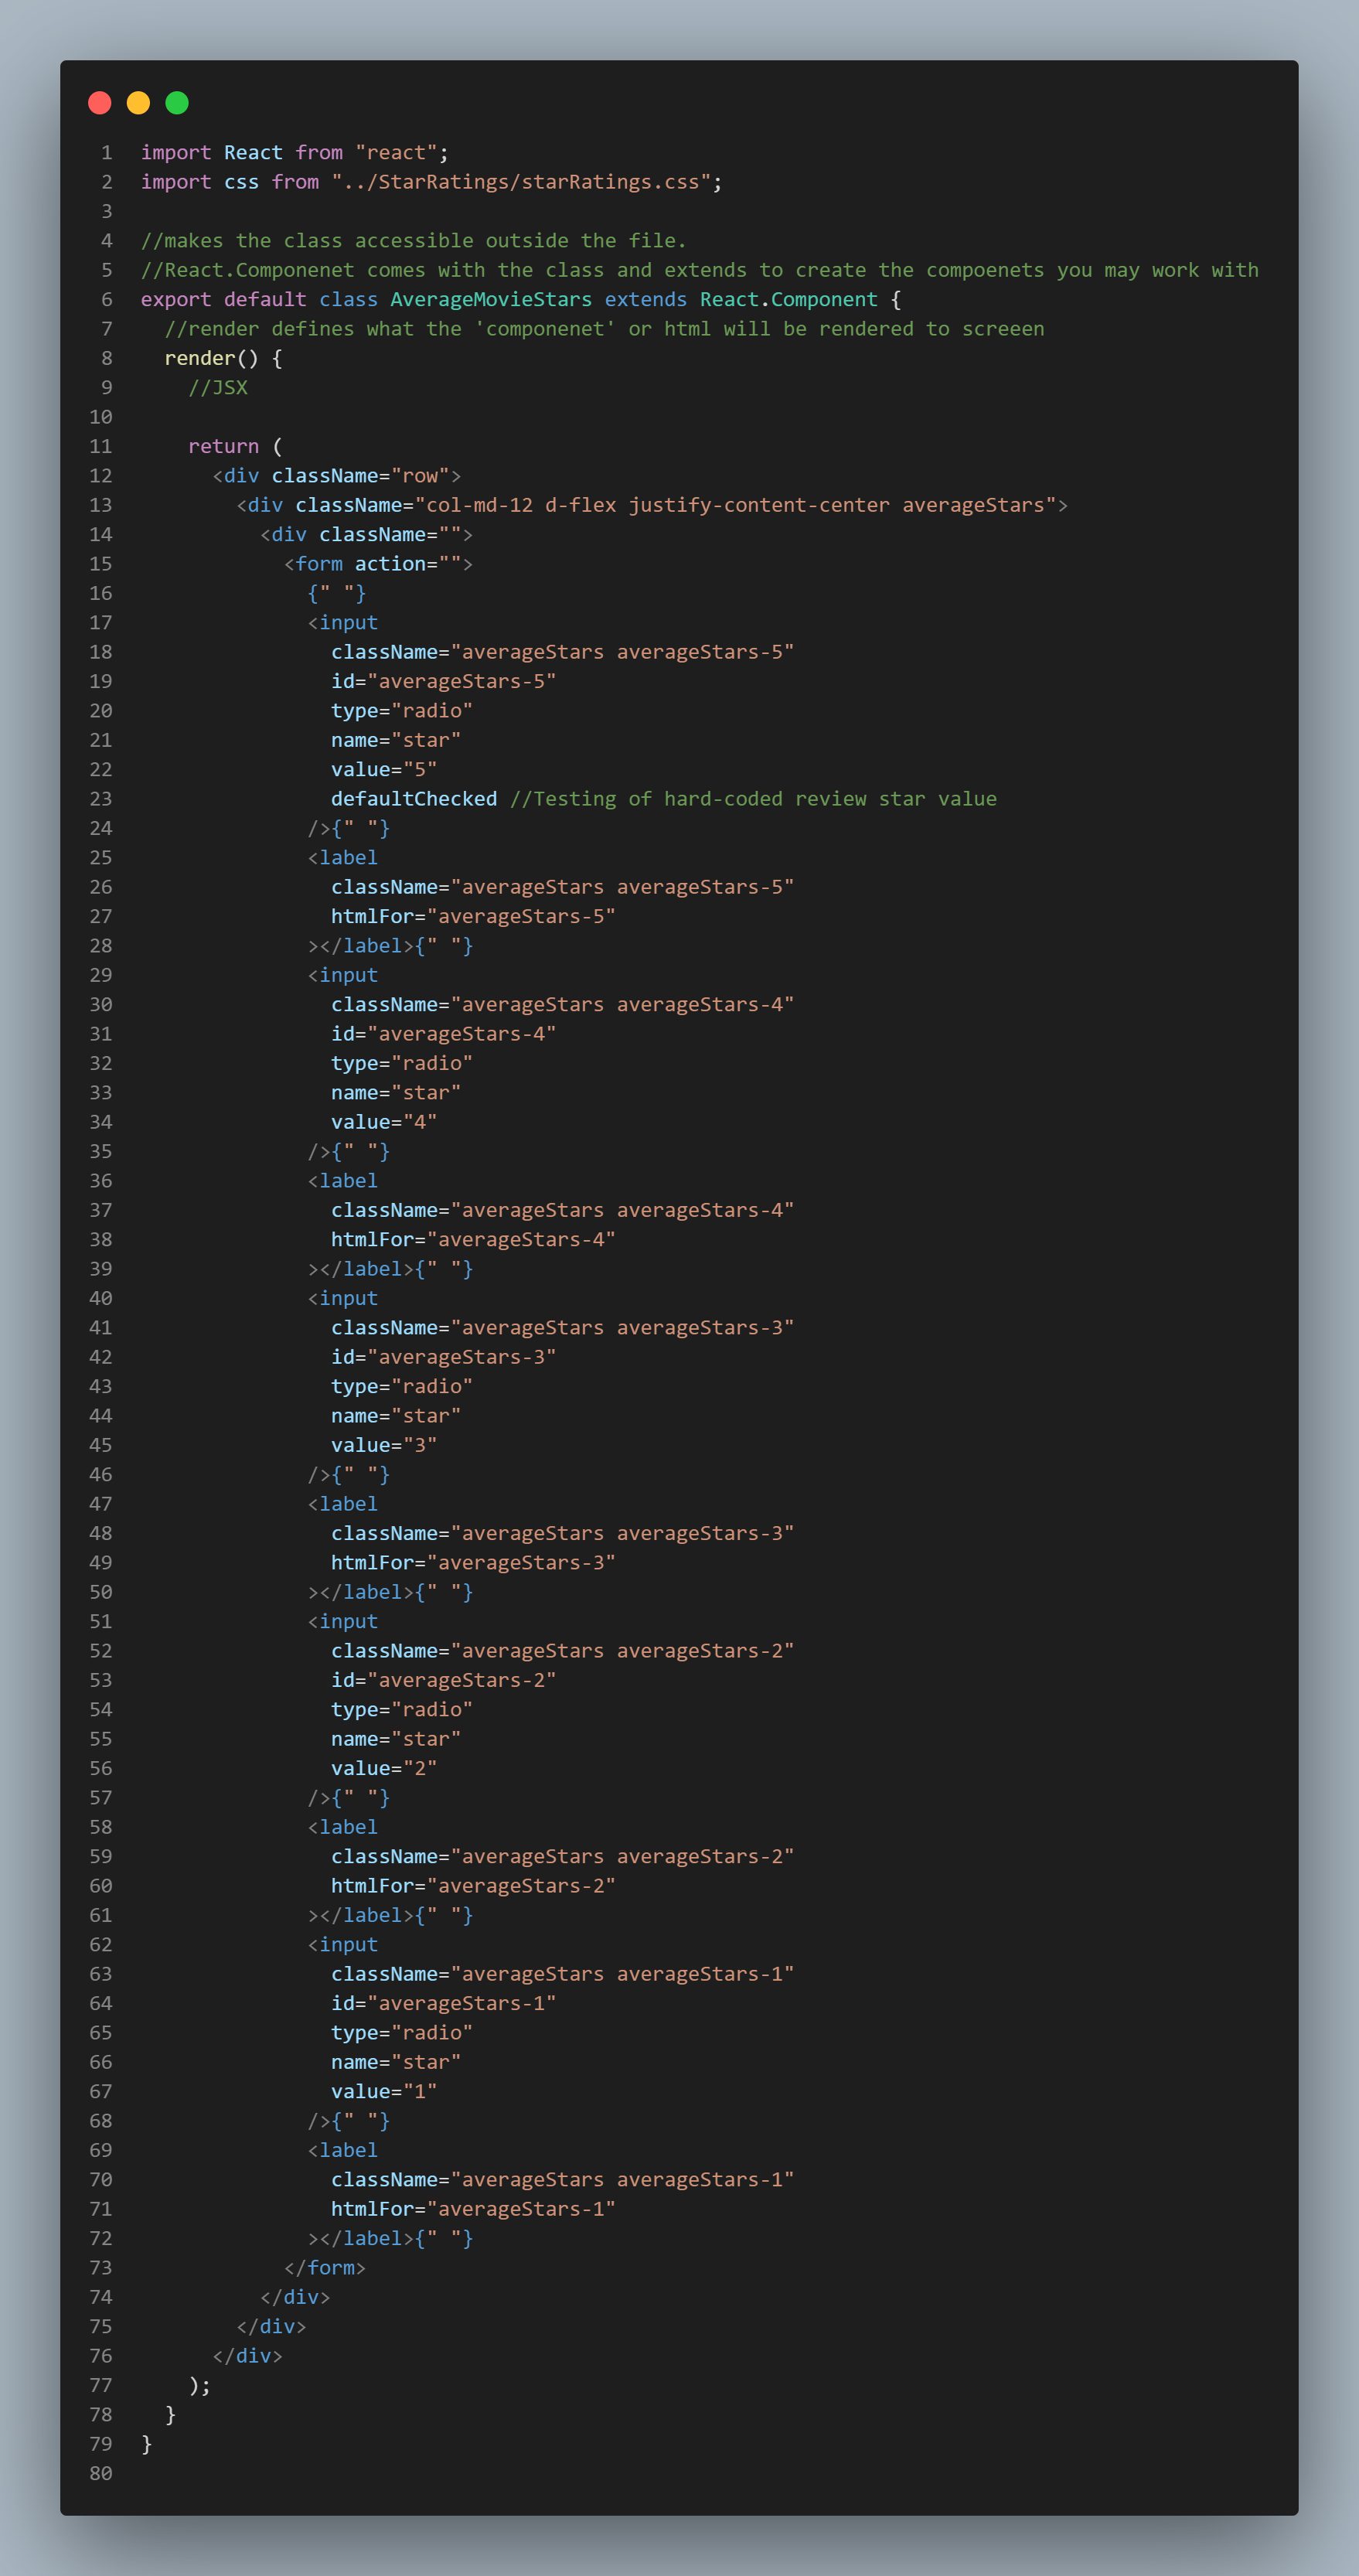 1 import React from "react";
2 import css from "../StarRatings/starRatings.css";
3
4 //makes the class accessible outside the file.
5 //React.Componenet comes with the class and extends to create the compoenets you may work with
6 export default class AverageMovieStars extends React.Component {
7   //render defines what the 'componenet' or html will be rendered to screeen
8   render() {
9     //JSX
10
11     return (
12       <div className="row">
13         <div className="col-md-12 d-flex justify-content-center averageStars">
14           <div className="">
15             <form action="">
16               {" "}
17               <input
18                 className="averageStars averageStars-5"
19                 id="averageStars-5"
20                 type="radio"
21                 name="star"
22                 value="5"
23                 defaultChecked //Testing of hard-coded review star value
24               />{" "}
25               <label
26                 className="averageStars averageStars-5"
27                 htmlFor="averageStars-5"
28               ></label>{" "}
29               <input
30                 className="averageStars averageStars-4"
31                 id="averageStars-4"
32                 type="radio"
33                 name="star"
34                 value="4"
35               />{" "}
36               <label
37                 className="averageStars averageStars-4"
38                 htmlFor="averageStars-4"
39               ></label>{" "}
40               <input
41                 className="averageStars averageStars-3"
42                 id="averageStars-3"
43                 type="radio"
44                 name="star"
45                 value="3"
46               />{" "}
47               <label
48                 className="averageStars averageStars-3"
49                 htmlFor="averageStars-3"
50               ></label>{" "}
51               <input
52                 className="averageStars averageStars-2"
53                 id="averageStars-2"
54                 type="radio"
55                 name="star"
56                 value="2"
57               />{" "}
58               <label
59                 className="averageStars averageStars-2"
60                 htmlFor="averageStars-2"
61               ></label>{" "}
62               <input
63                 className="averageStars averageStars-1"
64                 id="averageStars-1"
65                 type="radio"
66                 name="star"
67                 value="1"
68               />{" "}
69               <label
70                 className="averageStars averageStars-1"
71                 htmlFor="averageStars-1"
72               ></label>{" "}
73             </form>
74           </div>
75         </div>
76       </div>
77     );
78   }
79 }
80